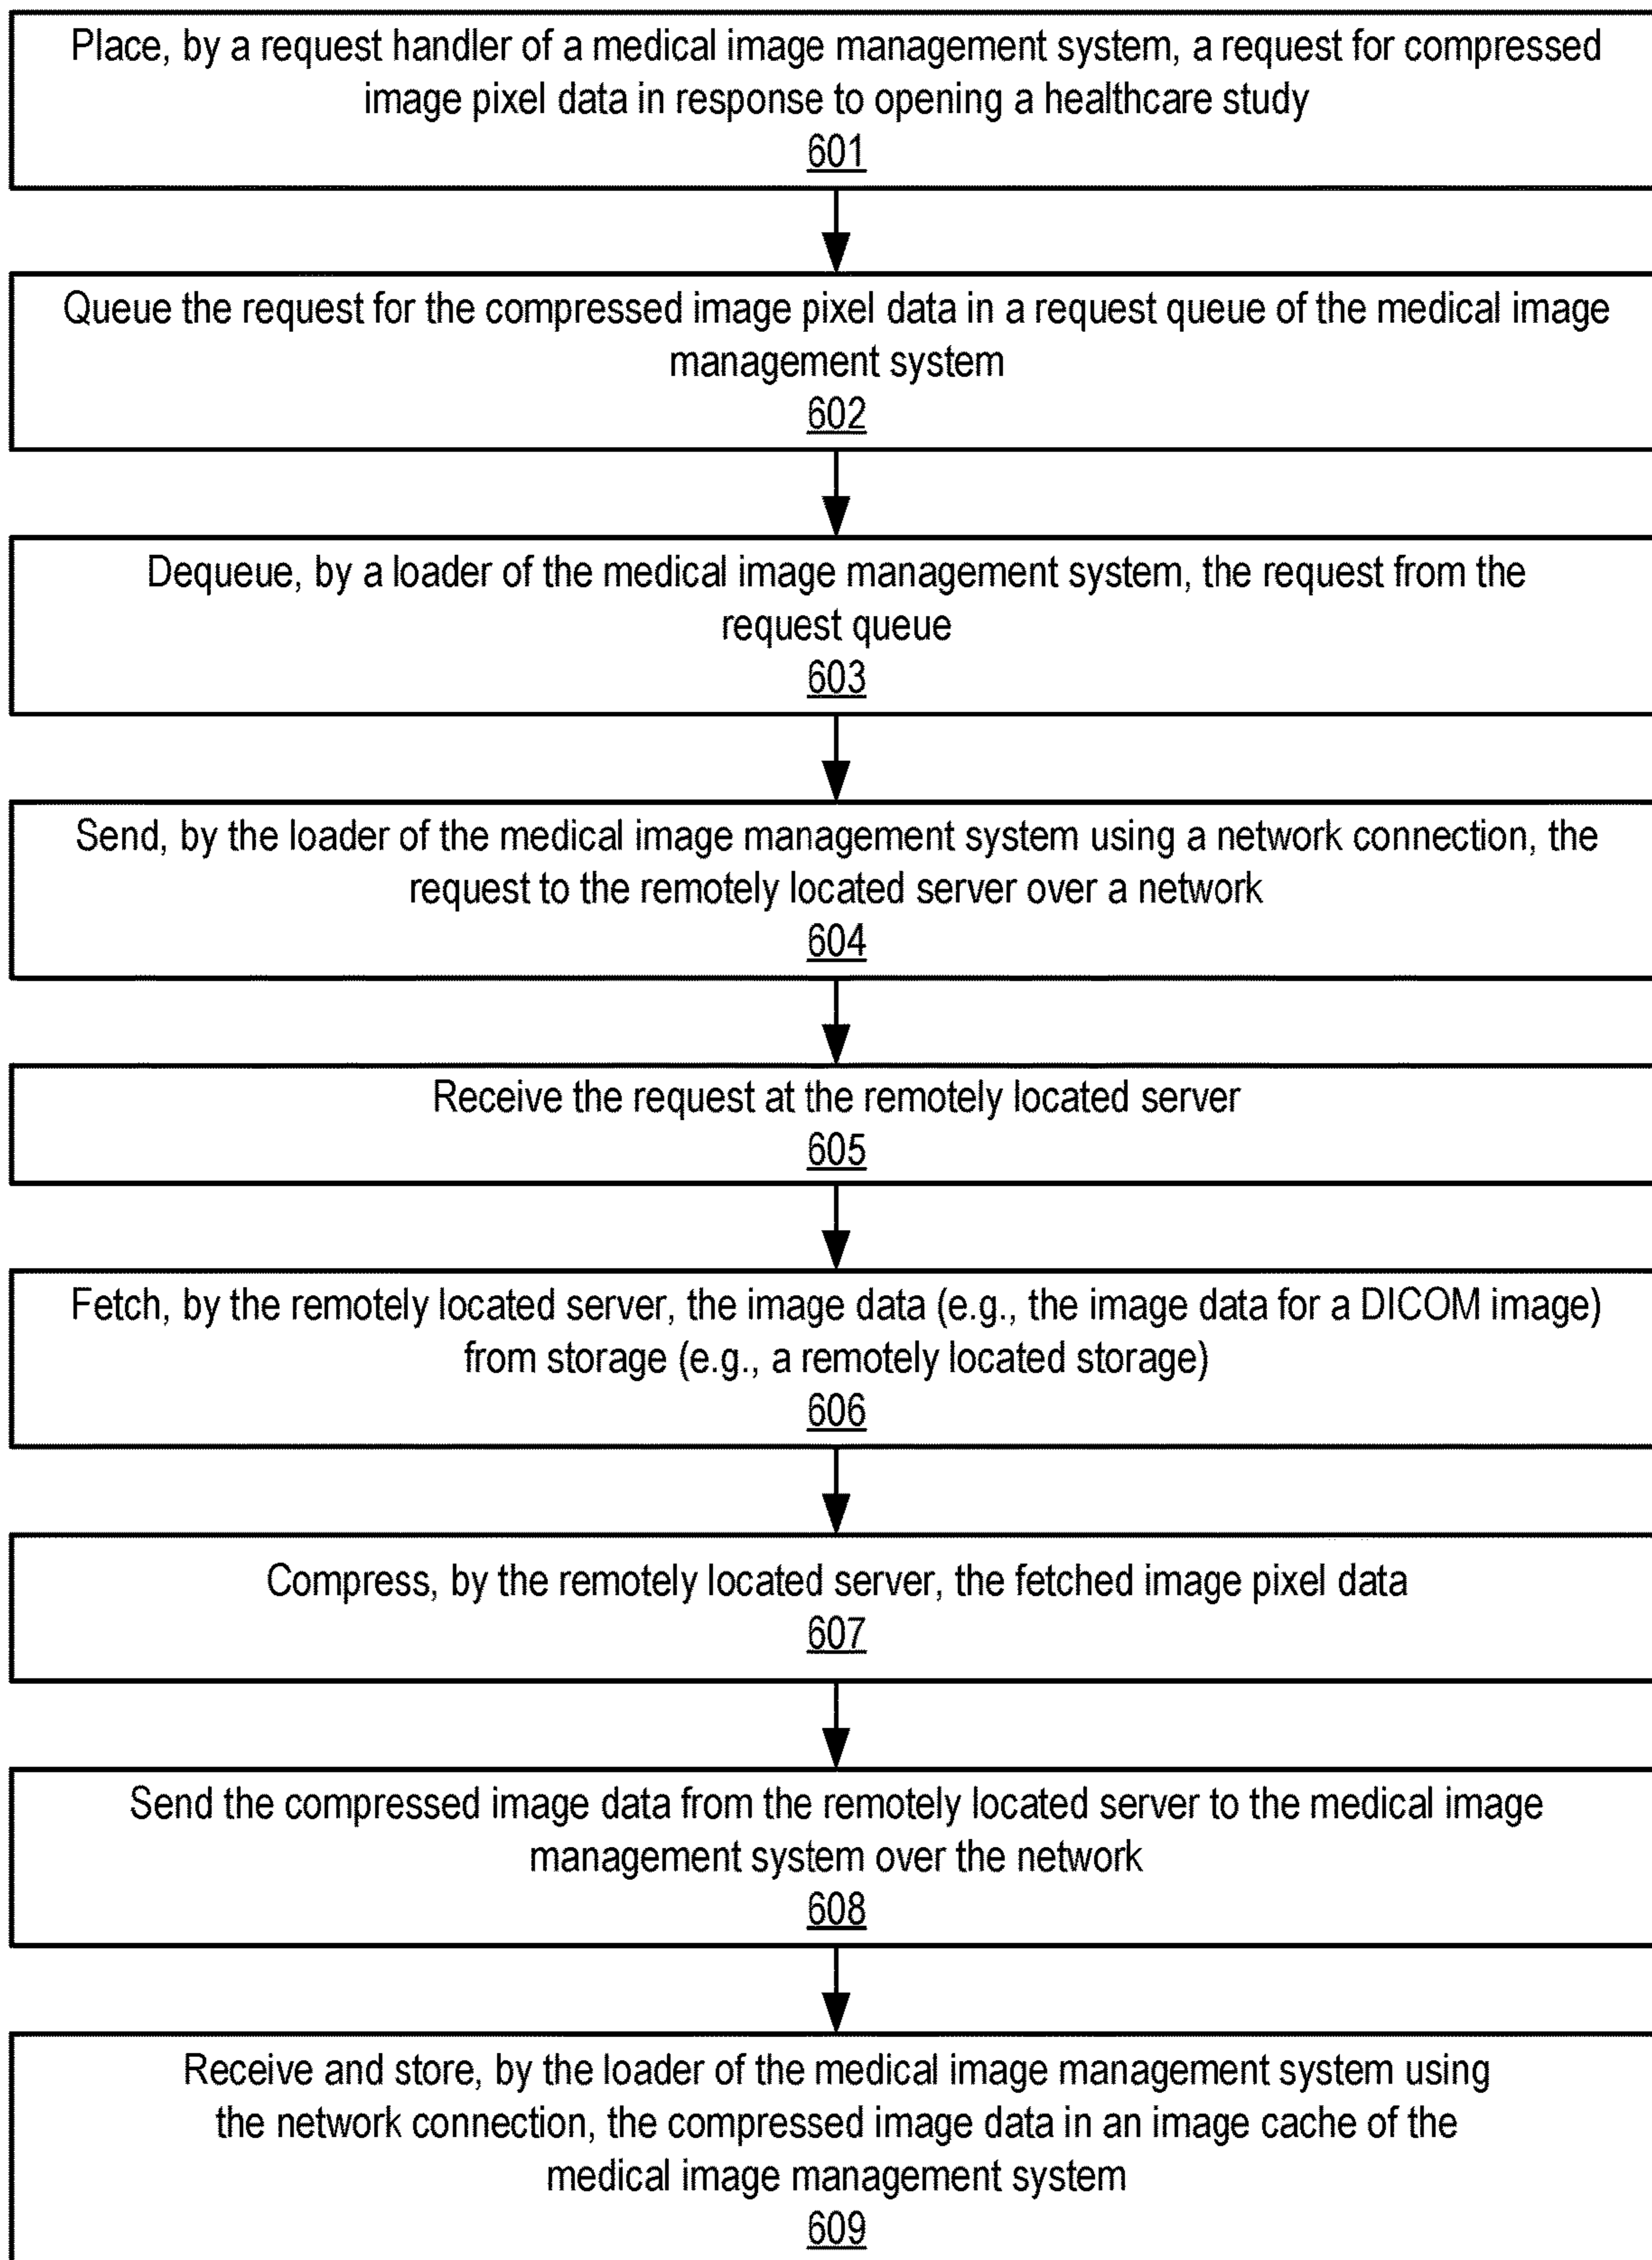 Place, by a request handler of a medical image management system, a request for compressed
image pixel data in response to opening a healthcare study
601
Queue the request for the compressed image pixel data in a request queue of the medical image
management system
602
Dequeue, by a loader of the medical image management system, the request from the
request queue
603
Send, by the loader of the medical image management system using a network connection, the
request to the remotely located server over a network
604
Receive the request at the remotely located server
605
Fetch, by the remotely located server, the image data (e.g., the image data for a DICOM image)
from storage (e.g., a remotely located storage)
606
Compress, by the remotely located server, the fetched image pixel data
607
Send the compressed image data from the remotely located server to the medical image
management system over the network
608
Receive and store, by the loader of the medical image management system using
the network connection, the compressed image data in an image cache of the
medical image management system
609